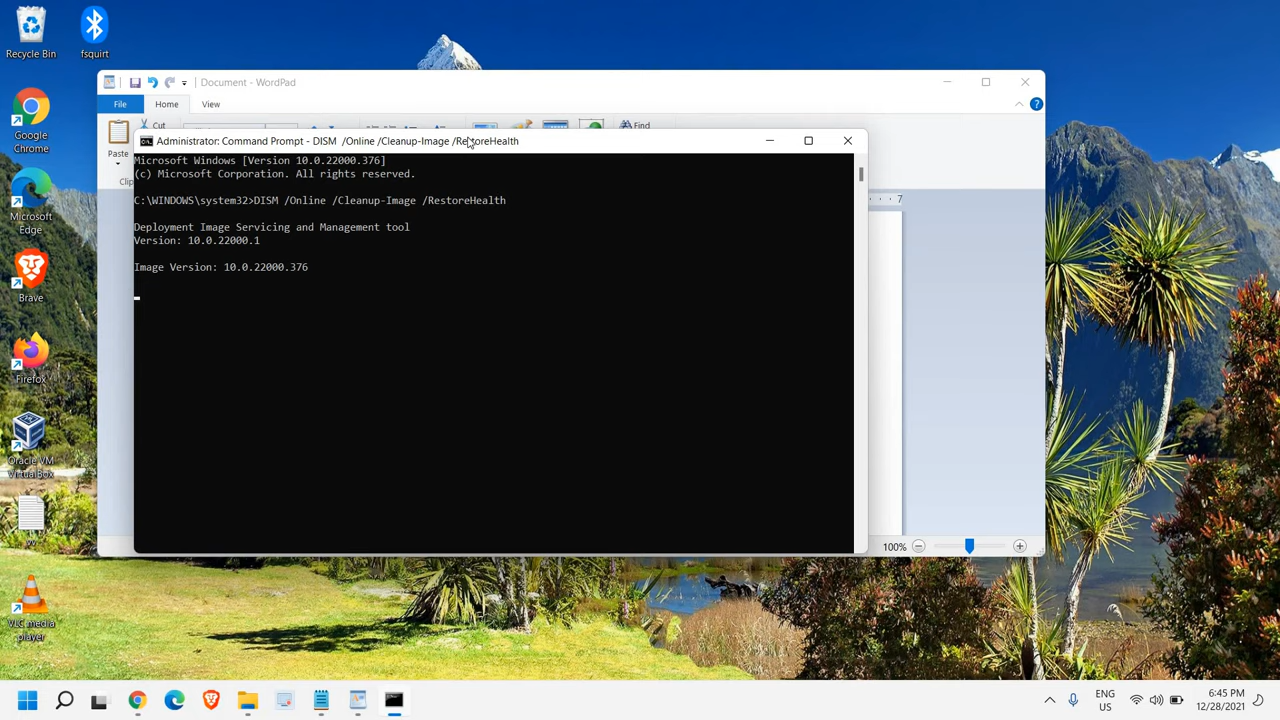 Recycle Bin
fsquirt
Google
Chrome
Microsoft
Edge
Brave
Firefox
Oracle VM
VirtualBox
VLC media
player
Document - WordPad
File
Home
View
Cut
Find
Paste
Clip
7
100%
Administrator: Command Prompt - DISM /Online /Cleanup-Image /RestoreHealth
Microsoft Windows [Version 10.0.22000.376]
(c) Microsoft Corporation. All rights reserved.
C:\WINDOWS\system32>DISM /Online /Cleanup-Image /RestoreHealth
Deployment Image Servicing and Management tool
Version: 10.0.22000.1
Image Version: 10.0.22000.376
ENG
US
6:45 PM
12/28/2021